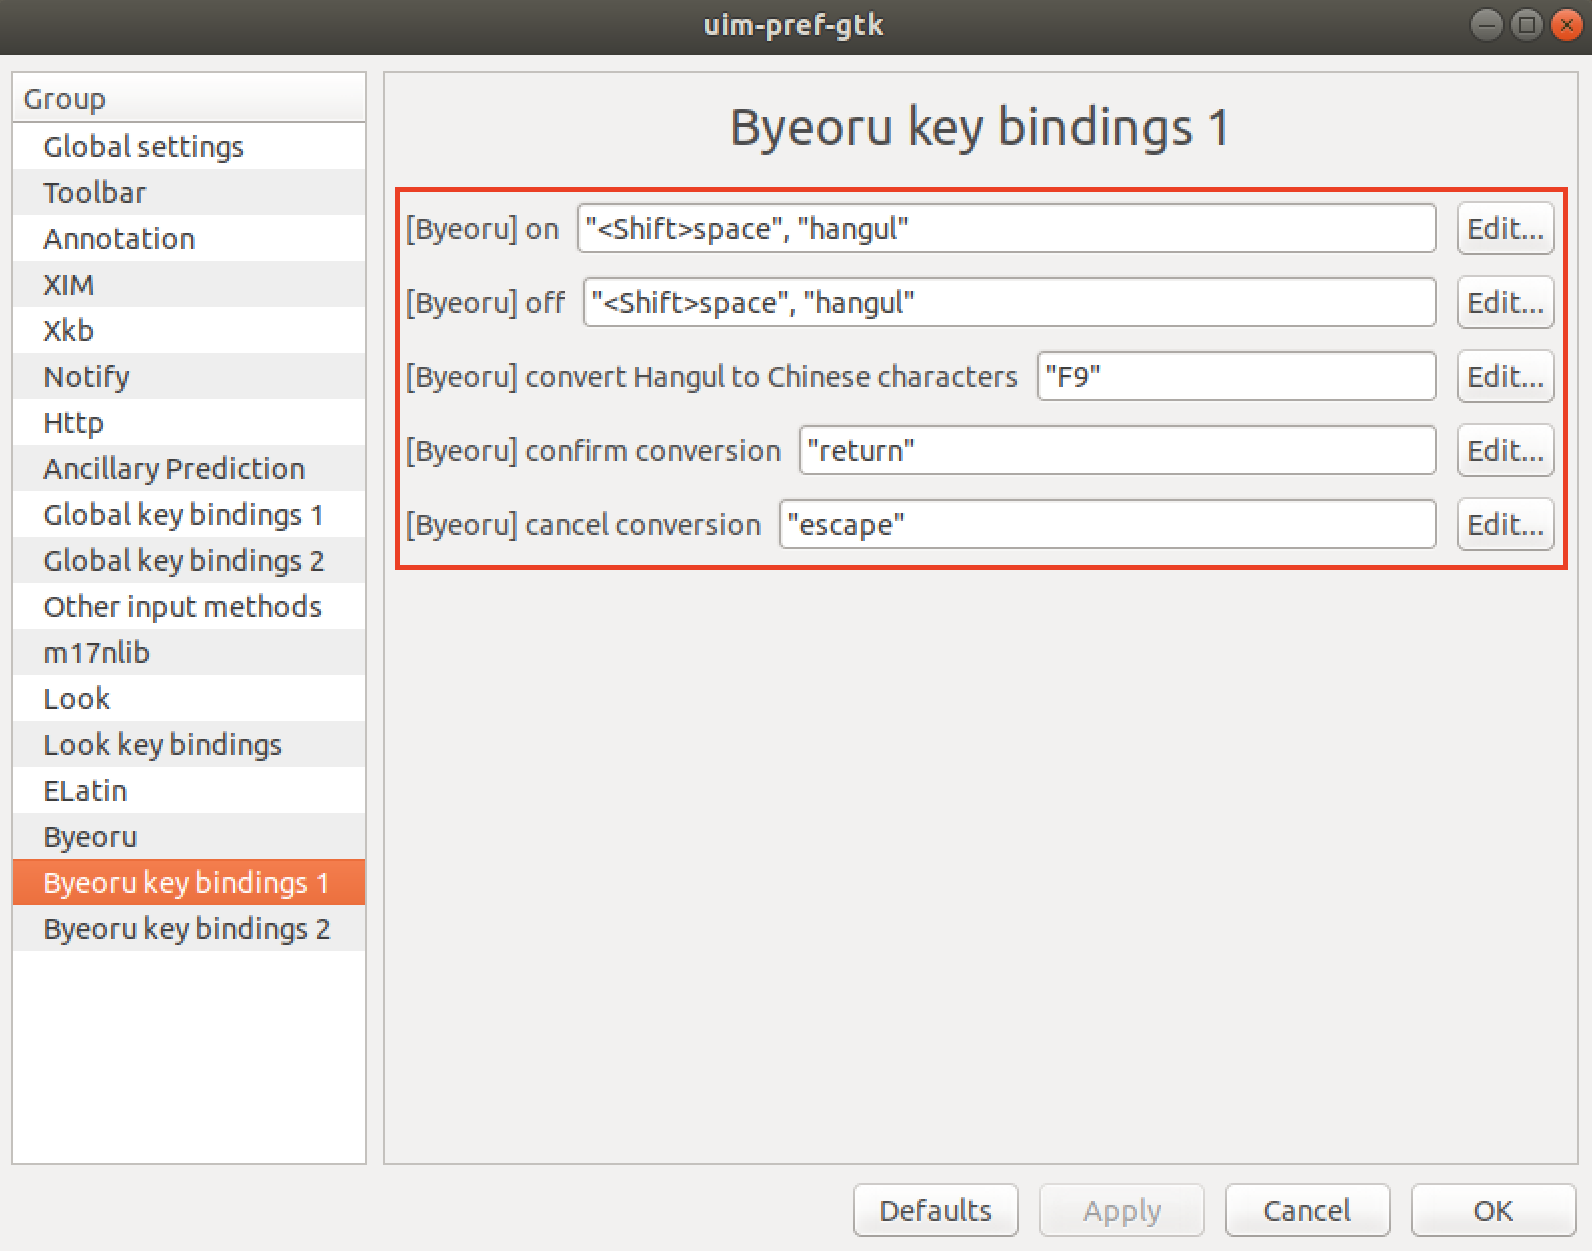 uim-pref-gtk
Group
Global settings
Toolbar
Annotation
XIM
Xkb
Notify
Http
Ancillary Prediction
Global key bindings 1
Global key bindings 2
Other input methods
m17nlib
Look
Look key bindings
ELatin
Byeoru
Byeoru key bindings 1
Byeoru key bindings 2
Byeoru key bindings 1
[Byeoru] on "<Shift>space", "hangul" Edit...
[Byeoru] off "<Shift>space", "hangul" Edit...
[Byeoru] convert Hangul to Chinese characters "F9" Edit...
[Byeoru] confirm conversion "return" Edit...
[Byeoru] cancel conversion "escape" Edit...
Defaults Apply Cancel OK